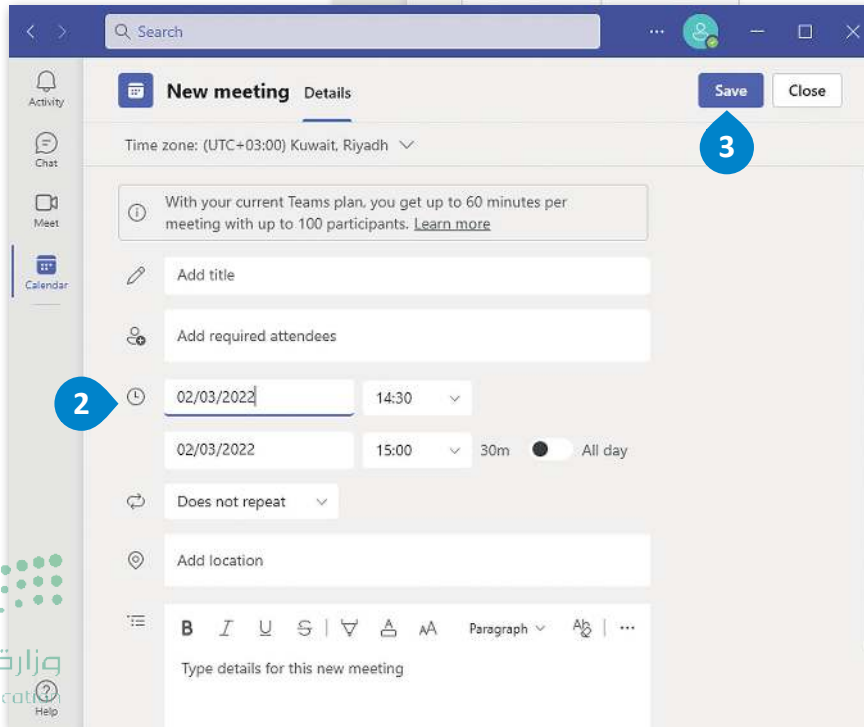 Search
Activity
Chat
Meet
Calendar
Help
New meeting Details
Save
Close
3
Time zone: (UTC+03:00) Kuwait, Riyadh
With your current Teams plan, you get up to 60 minutes per
meeting with up to 100 participants. Learn more
Add title
Add required attendees
2
02/03/2022 14:30
02/03/2022 15:00 30m All day
Does not repeat
Add location
B I U S A AA Paragraph Ab ...
Type details for this new meeting